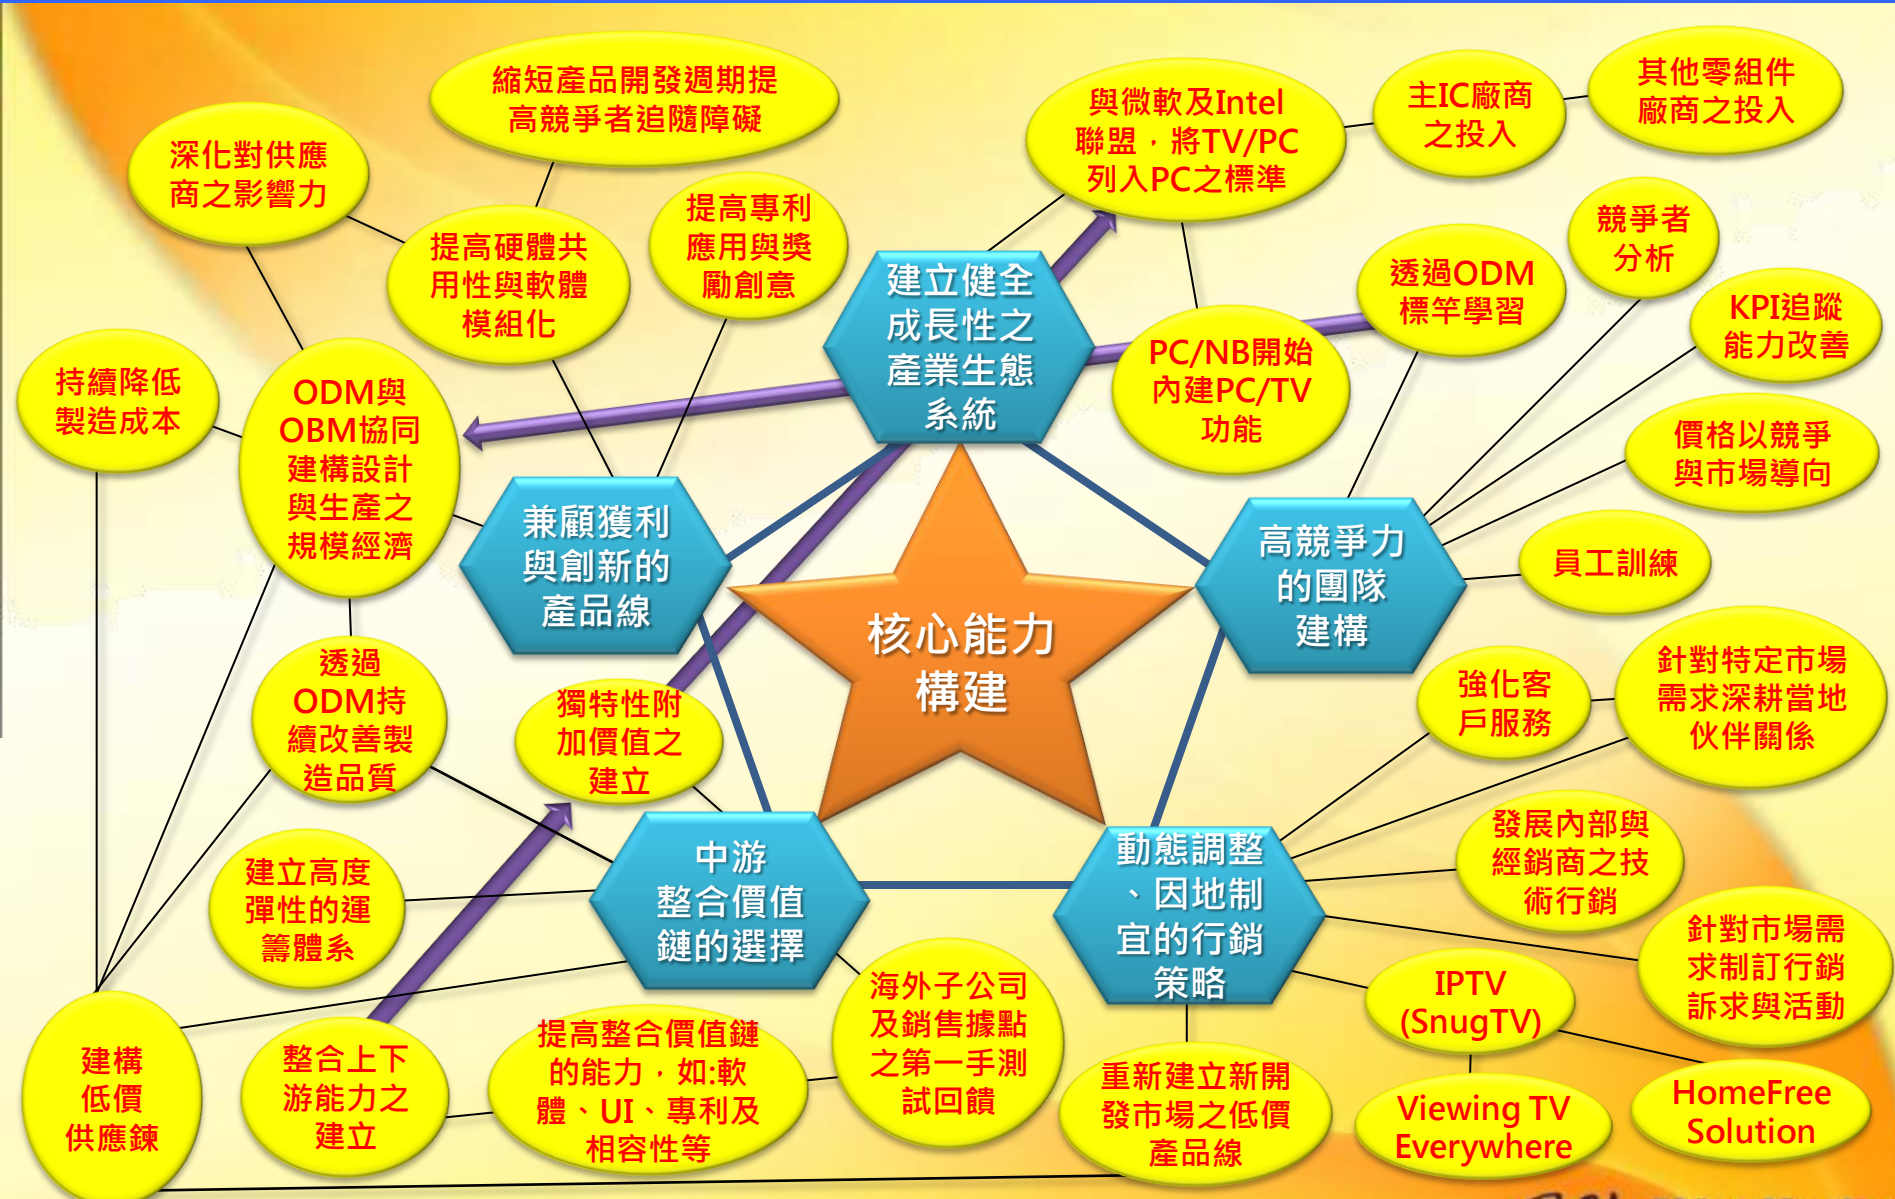 縮短產品開發週期提
高競爭者追隨障礙
與微軟及Intel
聯盟，將TV/PC
列入PC之標準
主IC廠商
之投入
其他零組件
廠商之投入
深化對供應
商之影響力
提高硬體共
用性與軟體
模組化
提高專利
應用與獎
勵創意
建立健全
成長性之
產業生態
系統
透過ODM
標竿學習
競爭者
分析
KPI追蹤
能力改善
持續降低
製造成本
ODM與
OBM協同
建構設計
與生產之
規模經濟
PC/NB開始
內建PC/TV
功能
價格以競爭
與市場導向
兼顧獲利
與創新的
產品線
高競爭力
的團隊
建構
員工訓練
核心能力
構建
透過
ODM持
續改善製
造品質
獨特性附
加價值之
建立
強化客
戶服務
針對特定市場
需求深耕當地
伙伴關係
建立高度
彈性的運
籌體系
中游
整合價值
鏈的選擇
動態調整
、因地制
宜的行銷
策略
發展內部與
經銷商之技
術行銷
針對市場需
求制訂行銷
訴求與活動
建構
低價
供應鍊
整合上下
游能力之
建立
提高整合價值鏈
的能力，如:軟
體、UI、專利及
相容性等
海外子公司
及銷售據點
之第一手測
試回饋
重新建立新開
發市場之低價
產品線
IPTV
(SnugTV)
Viewing TV
Everywhere
HomeFree
Solution